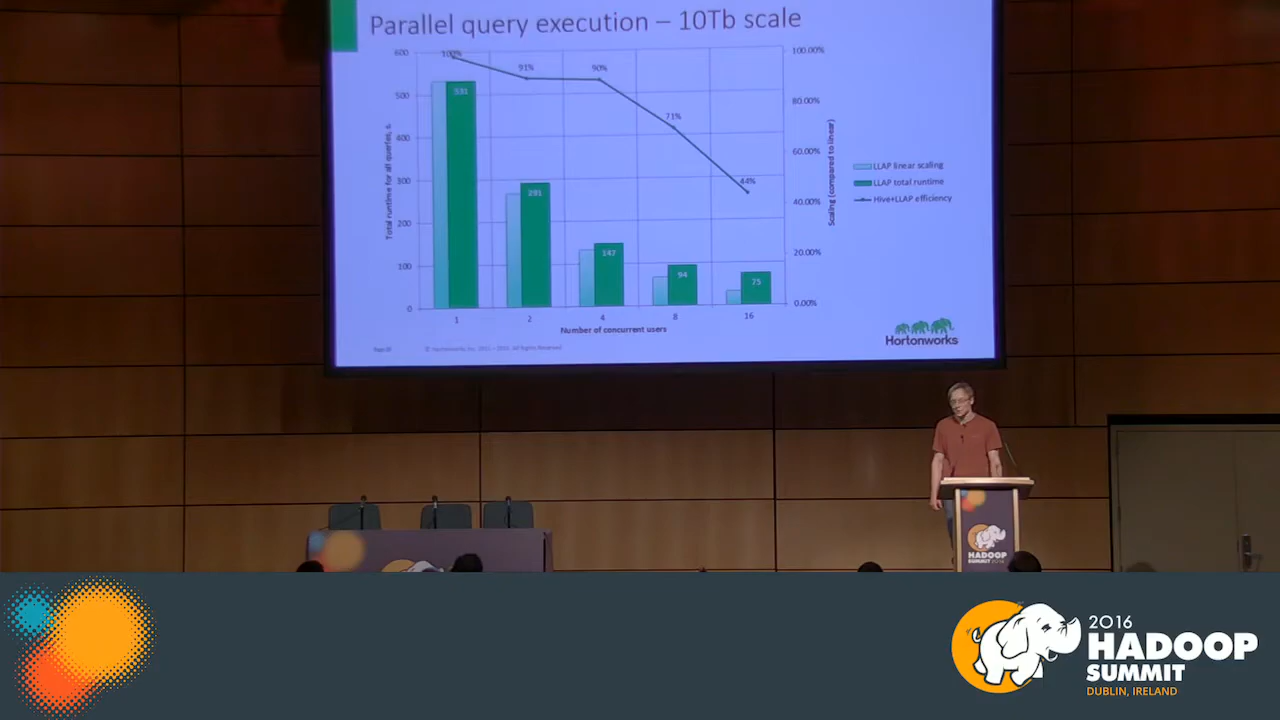 Parallel query execution – 10Tb scale
600
500
400
300
200
100
0
Total runtime for all queries, s.
100%
91%
90%
71%
44%
531
291
147
94
75
1
2
4
8
16
Number of concurrent users
100.00%
80.00%
60.00%
40.00%
20.00%
0.00%
Scaling (compared to linear)
LLAP linear scaling
LLAP total runtime
Hive+LLAP efficiency
Hortonworks
HADOOP
SUMMIT
2016
HADOOP
SUMMIT
DUBLIN, IRELAND